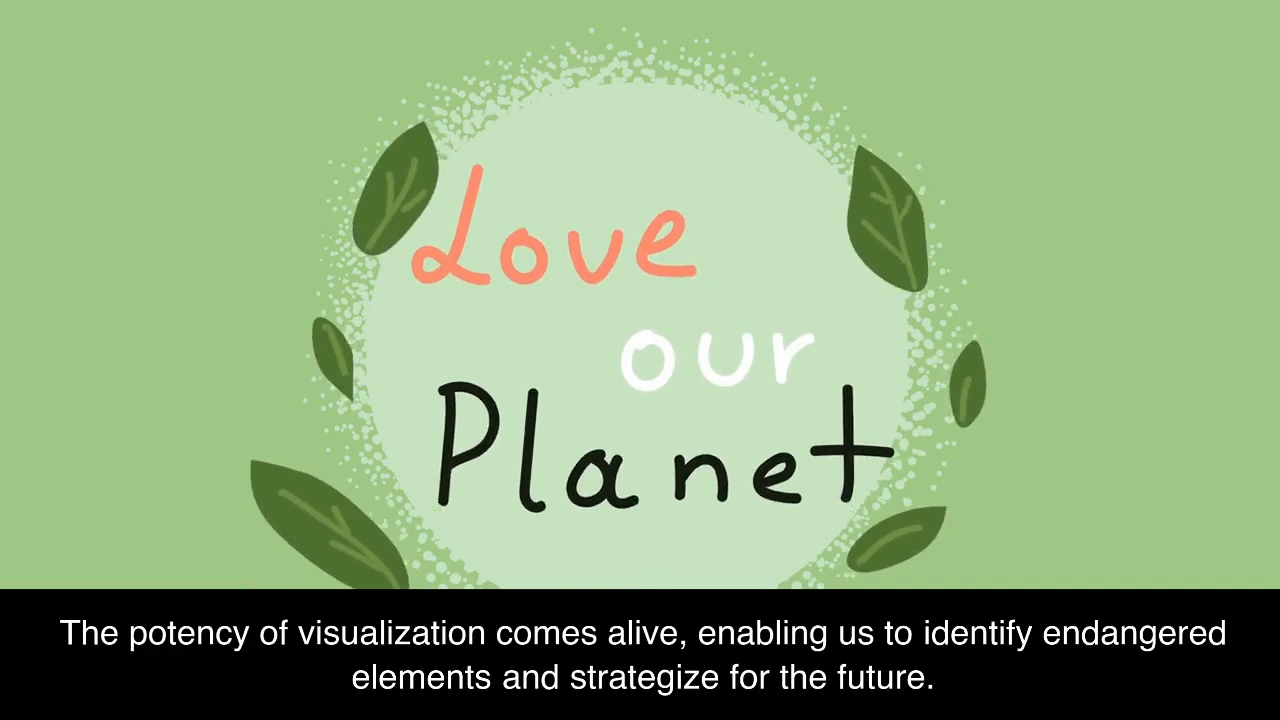 Love
our
Planet
The potency of visualization comes alive, enabling us to identify endangered
elements and strategize for the future.